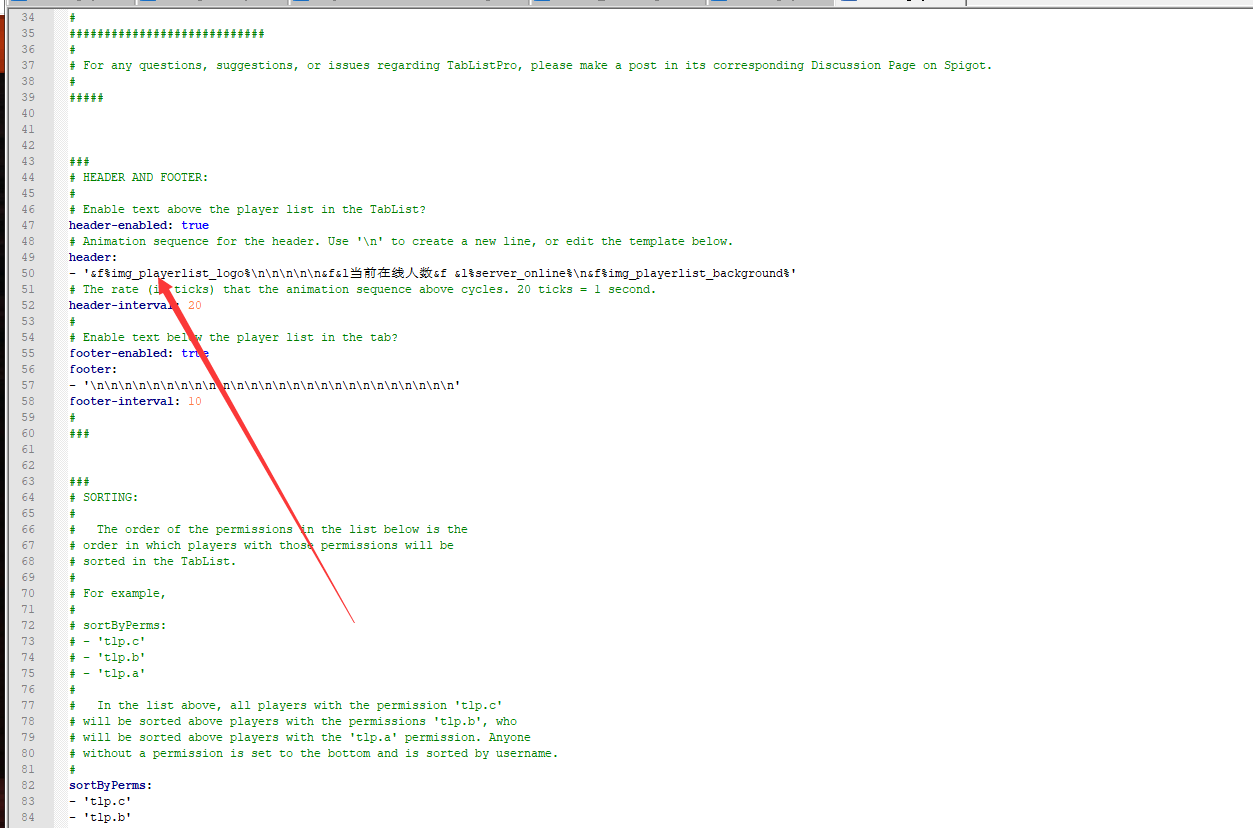 34 #
35 ############################
36 #
37 # For any questions, suggestions, or issues regarding TabListPro, please make a post in its corresponding Discussion Page on Spigot.
38 #
39 #####
40
41
42
43 ###
44 # HEADER AND FOOTER:
45 #
46 # Enable text above the player list in the TabList?
47 header-enabled: true
48 # Animation sequence for the header. Use '\n' to create a new line, or edit the template below.
49 header:
50 - '&f%img_playerlist_logo%\n\n\n\n\n&f&l当前在线人数&f &l%server_online%\n&f%img_playerlist_background%'
51 # The rate (in ticks) that the animation sequence above cycles. 20 ticks = 1 second.
52 header-interval: 20
53 #
54 # Enable text below the player list in the tab?
55 footer-enabled: true
56 footer:
57 - '\n\n\n\n\n\n\n\n\n\n\n\n\n\n\n\n\n\n\n\n\n\n\n\n\n\n'
58 footer-interval: 10
59 #
60 ###
61
62
63 ###
64 # SORTING:
65 #
66 #   The order of the permissions in the list below is the
67 # order in which players with those permissions will be
68 # sorted in the TabList.
69 #
70 # For example,
71 #
72 # sortByPerms:
73 # - 'tlp.c'
74 # - 'tlp.b'
75 # - 'tlp.a'
76 #
77 #   In the list above, all players with the permission 'tlp.c'
78 # will be sorted above players with the permissions 'tlp.b', who
79 # will be sorted above players with the 'tlp.a' permission. Anyone
80 # without a permission is set to the bottom and is sorted by username.
81 #
82 sortByPerms:
83 - 'tlp.c'
84 - 'tlp.b'